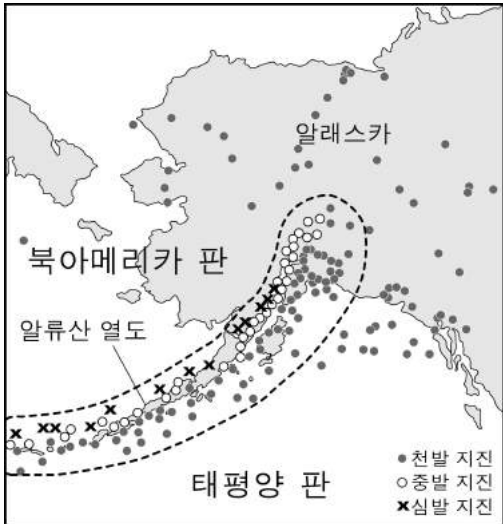 알래스카
북아메리카 판
알류산 열도
태평양 판
천발 지진
중발 지진
심발 지진